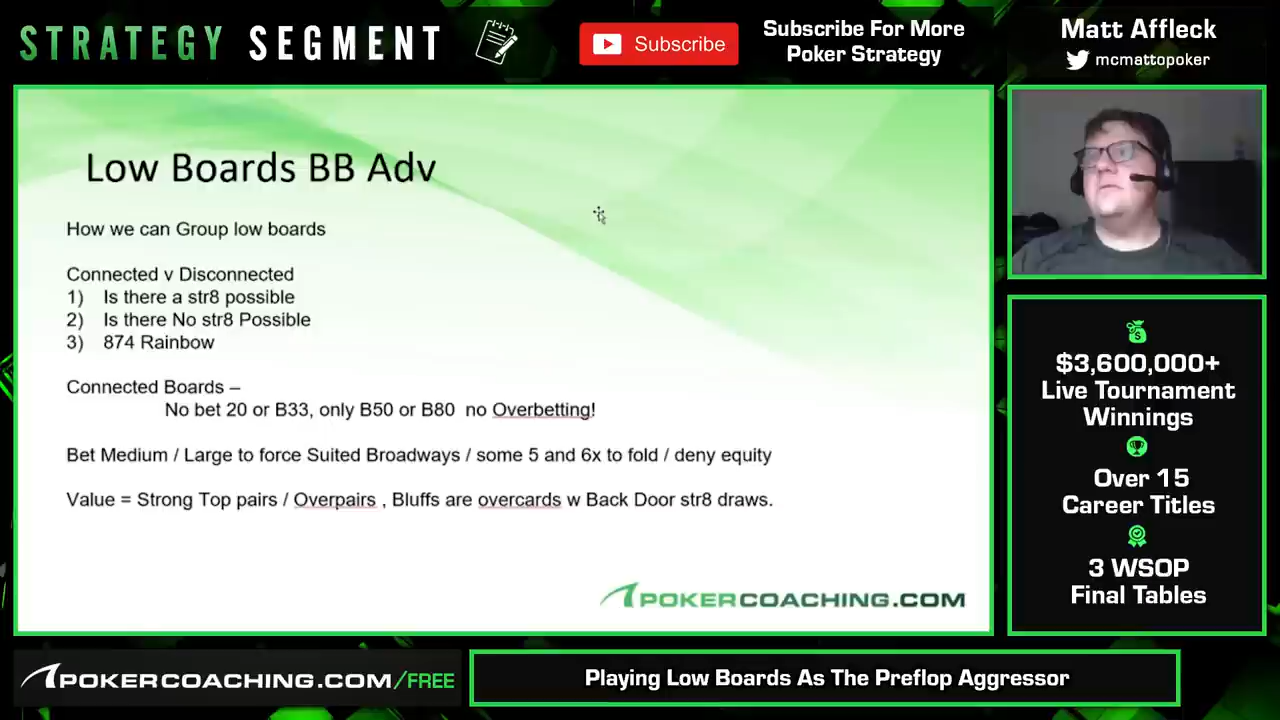 STRATEGY SEGMENT
Subscribe
Subscribe For More
Poker Strategy
Matt Affleck
mcmattopoker
Low Boards BB Adv
How we can Group low boards
Connected v Disconnected
1) Is there a str8 possible
2) Is there No str8 Possible
3) 874 Rainbow
Connected Boards –
No bet 20 or B33, only B50 or B80 no Overbetting!
Bet Medium / Large to force Suited Broadways / some 5 and 6x to fold / deny equity
Value = Strong Top pairs / Overpairs , Bluffs are overcards w Back Door str8 draws.
POKERCOACHING.COM
$3,600,000+
Live Tournament
Winnings
Over 15
Career Titles
3 WSOP
Final Tables
POKERCOACHING.COM/FREE
Playing Low Boards As The Preflop Aggressor